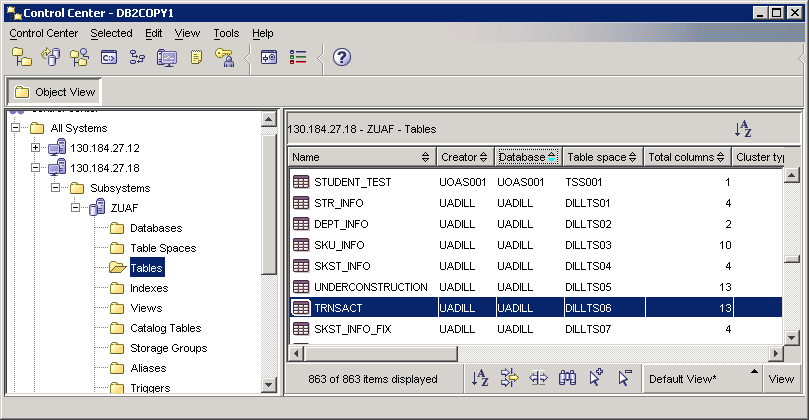 Control Center - DB2COPY1
Control Center Selected Edit View Tools Help
Object View
All Systems
130.184.27.12
130.184.27.18
Subsystems
ZUAF
Databases
Table Spaces
Tables
Indexes
Views
Catalog Tables
Storage Groups
Aliases
Triggers
130.184.27.18 - ZUAF - Tables
Name Creator Database Table space Total columns Cluster typ
STUDENT_TEST UOAS001 UOAS001 TSS001 1
STR_INFO UADILL UADILL DILLTS01 4
DEPT_INFO UADILL UADILL DILLTS02 2
SKU_INFO UADILL UADILL DILLTS03 10
SKST_INFO UADILL UADILL DILLTS04 4
UNDERCONSTRUCTION UADILL UADILL DILLTS05 13
TRNSACT UADILL UADILL DILLTS06 13
SKST_INFO_FIX UADILL UADILL DILLTS07 4
863 of 863 items displayed Default View* View